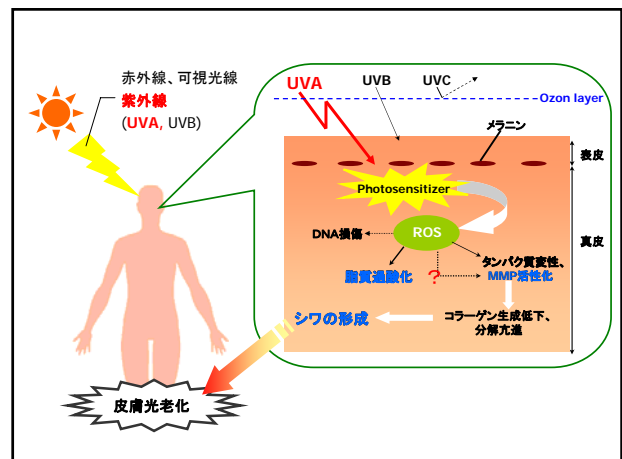 赤外線、可視光線
紫外線
(UVA, UVB)
UVA
UVB
UVC
Ozon layer
メラニン
表皮
Photosensitizer
ROS
DNA損傷
真皮
タンパク質変性、
脂質過酸化
?
MMP活性化
シワの形成
コラーゲン生成低下、
分解亢進
皮膚光老化